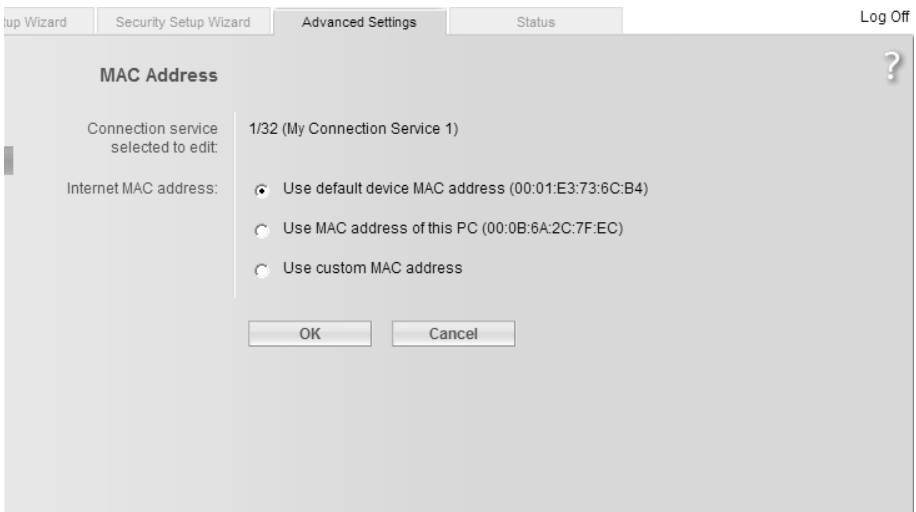 tup Wizard
Security Setup Wizard
Advanced Settings
Status
Log Off
?
MAC Address
Connection service
selected to edit:
1/32 (My Connection Service 1)
Internet MAC address:
Use default device MAC address (00:01:E3:73:6C:B4)
Use MAC address of this PC (00:0B:6A:2C:7F:EC)
Use custom MAC address
OK
Cancel